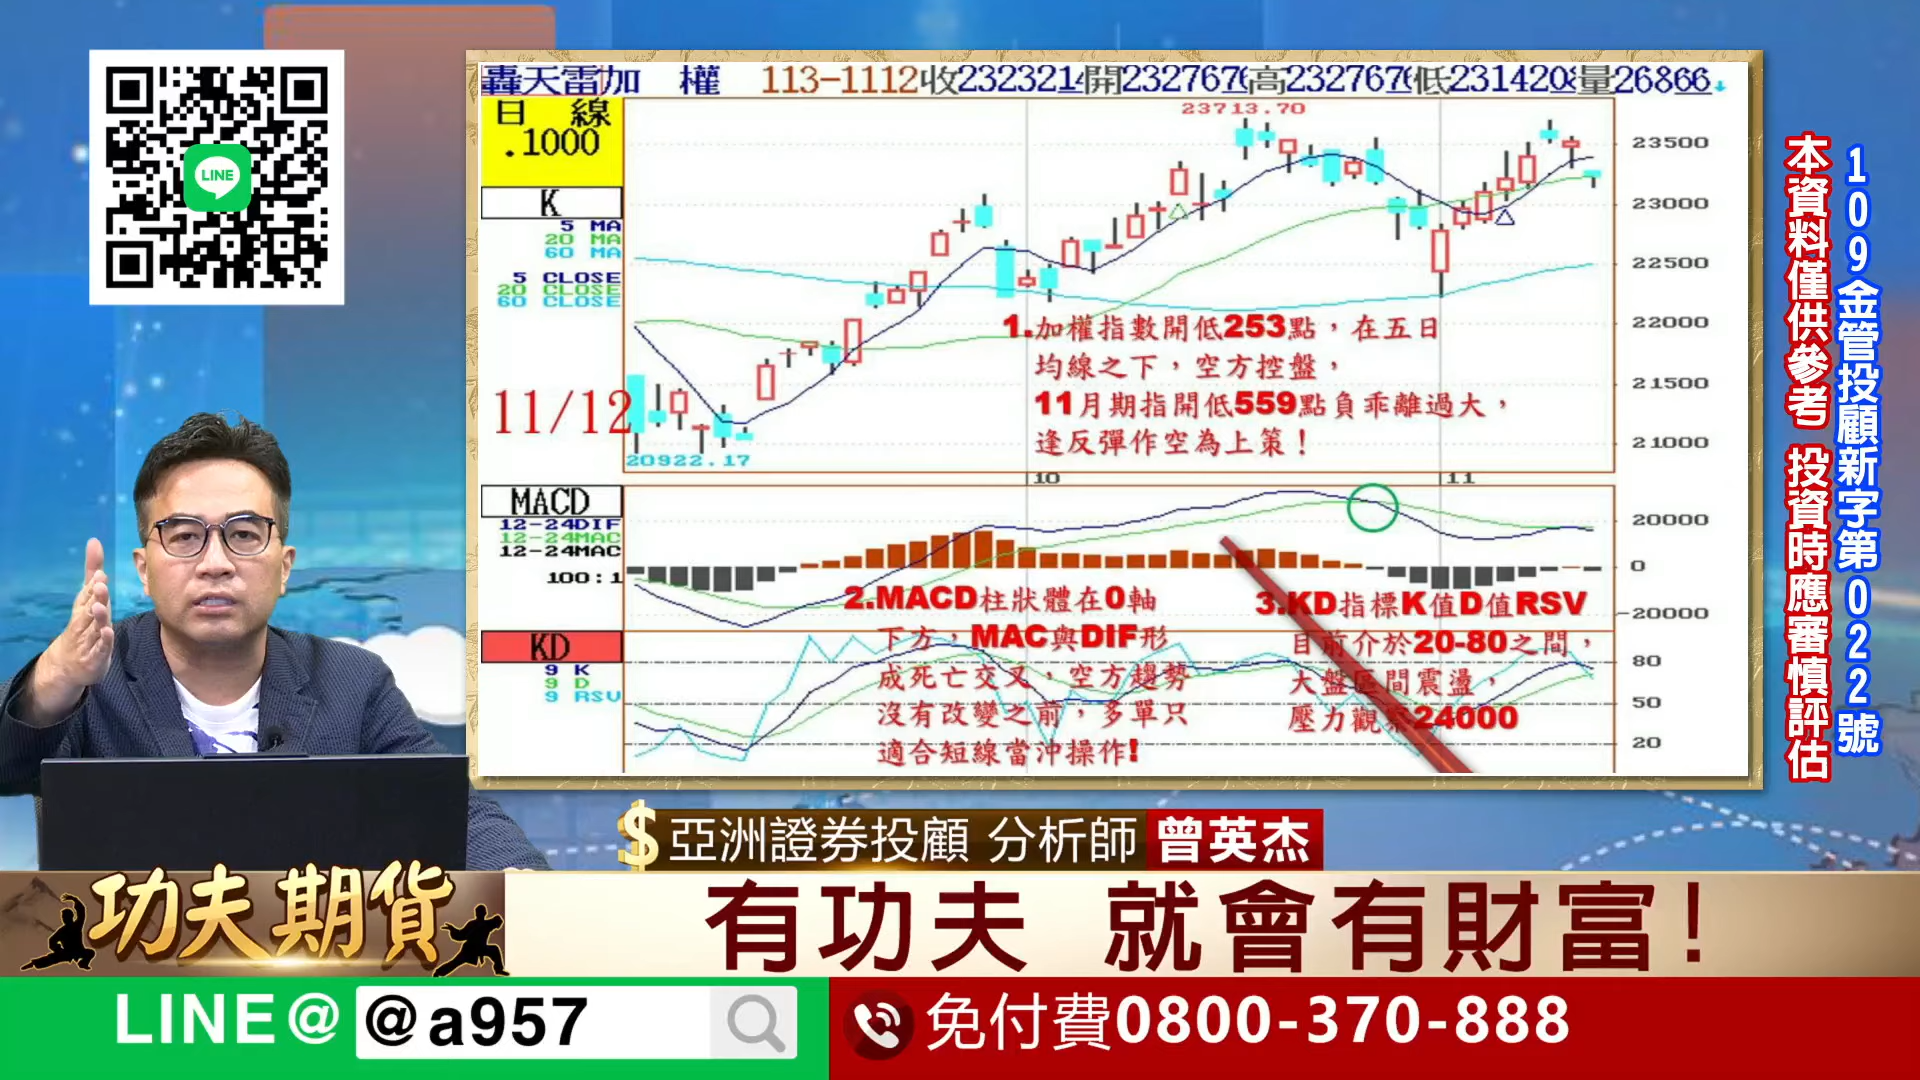 LINE
轟天雷加 權 113-1112收232321開232767高232767低231420量26866
日 線
.1000
K
5 MA
20 MA
60 MA
5 CLOSE
20 CLOSE
60 CLOSE
11/12
23713.70
20922.17
23500
23000
22500
22000
21500
21000
10
11
1.加權指數開低253點，在五日
均線之下，空方控盤，
11月期指開低559點負乖離過大，
逢反彈作空為上策！
MACD
12-24DIF
12-24MAC
12-24MAC
100:1
20000
0
-20000
2.MACD柱狀體在0軸
下方，MAC與DIF形
成死亡交叉，空方趨勢
沒有改變之前，多單只
適合短線當沖操作!
3.KD指標K值D值RSV
目前介於20-80之間，
大盤區間震盪，
壓力觀察24000
KD
9 K
9 D
9 RSV
80
50
20
本資料僅供參考 投資時應審慎評估
109金管投顧新字第022號
$亞洲證券投顧 分析師 曾英杰
功夫期貨
有功夫 就會有財富!
LINE@ @a957
免付費0800-370-888